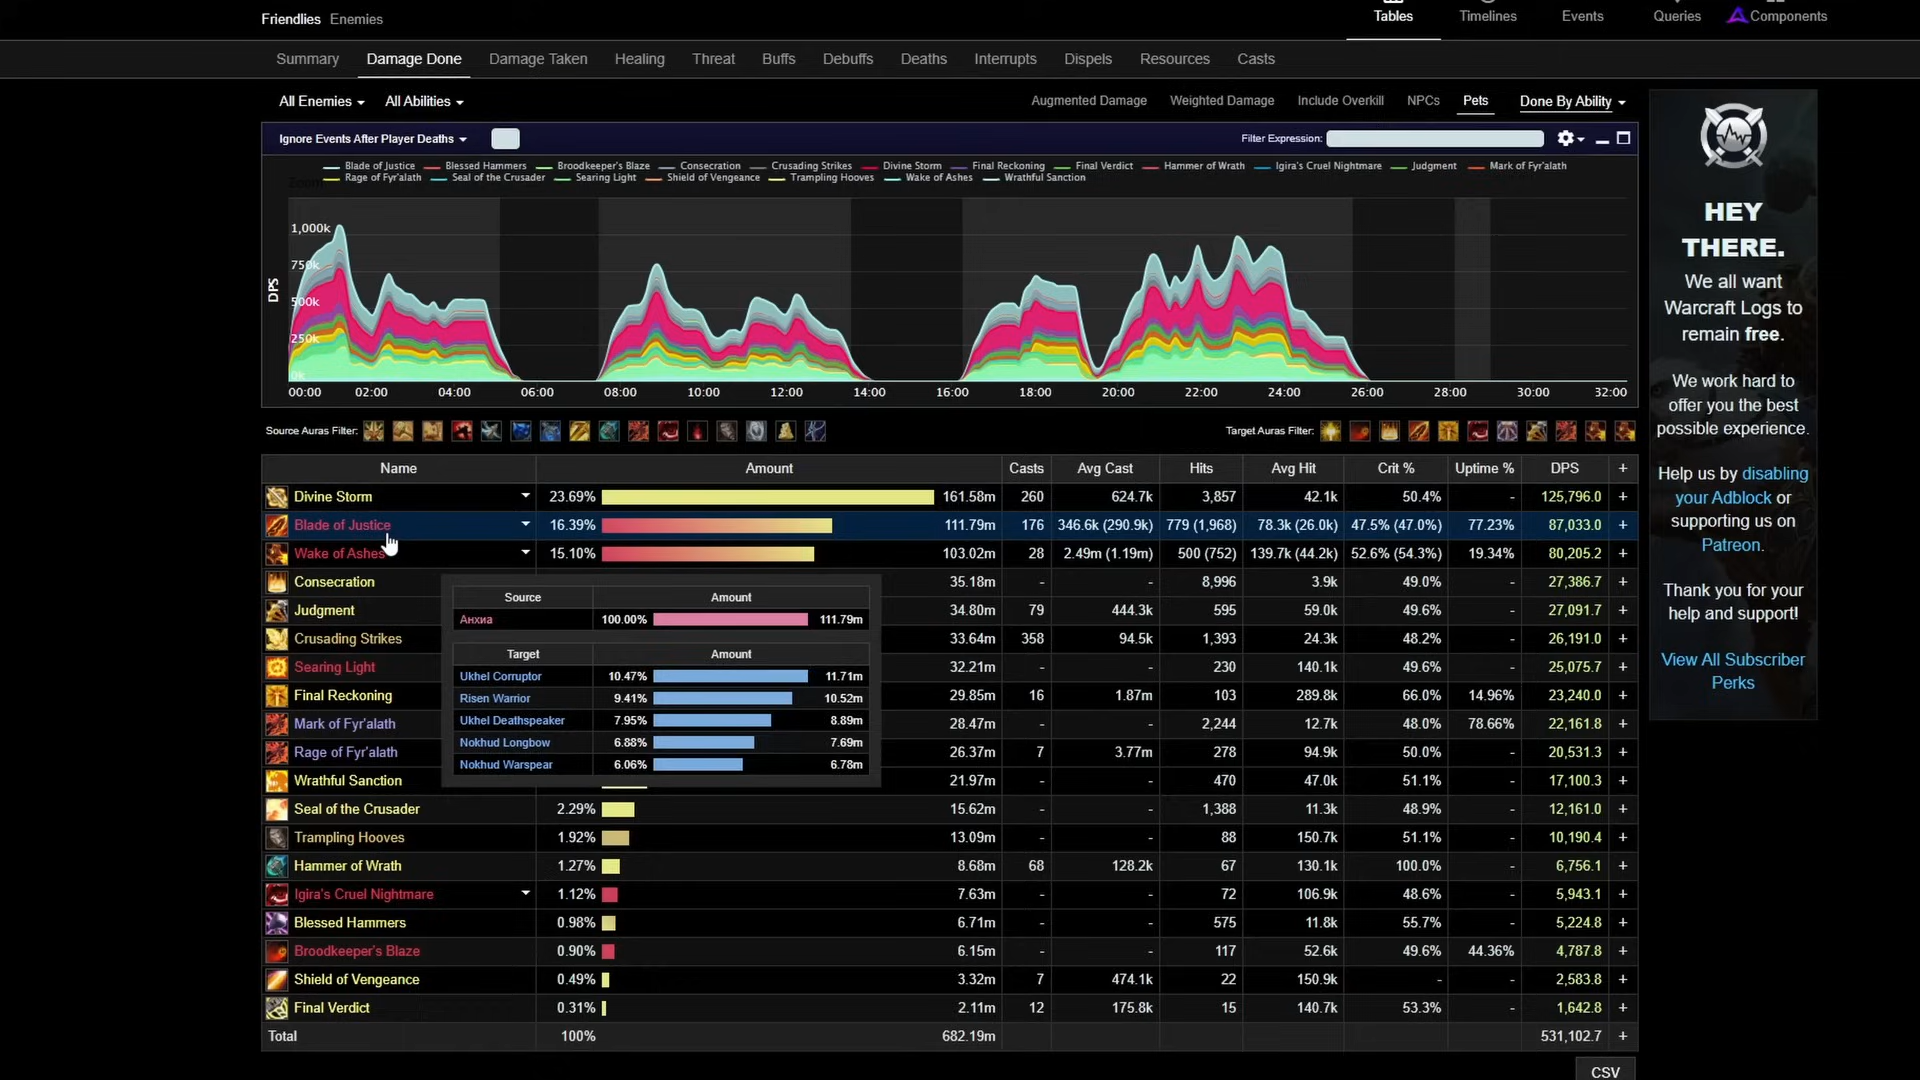 Friendlies Enemies
Tables Timelines Events Queries Components
Summary Damage Done Damage Taken Healing Threat Buffs Debuffs Deaths Interrupts Dispels Resources Casts
All Enemies All Abilities Augmented Damage Weighted Damage Include Overkill NPCs Pets Done By Ability
Ignore Events After Player Deaths Filter Expression:
Blade of Justice Blessed Hammers Broodkeeper's Blaze Consecration Crusading Strikes Divine Storm Final Reckoning Final Verdict Hammer of Wrath Igira's Cruel Nightmare Judgment Mark of Fyr'alath
Rage of Fyr'alath Seal of the Crusader Searing Light Shield of Vengeance Trampling Hooves Wake of Ashes Wrathful Sanction
Zoom
1,000k
750k
500k
250k
0k
DPS
00:00 02:00 04:00 06:00 08:00 10:00 12:00 14:00 16:00 18:00 20:00 22:00 24:00 26:00 28:00 30:00 32:00
Source Auras Filter: Target Auras Filter:
Name Amount Casts Avg Cast Hits Avg Hit Crit % Uptime % DPS +
Divine Storm 23.69% 161.58m 260 624.7k 3,857 42.1k 50.4% - 125,796.0 +
Blade of Justice 16.39% 111.79m 176 346.6k (290.9k) 779 (1,968) 78.3k (26.0k) 47.5% (47.0%) 77.23% 87,033.0 +
Wake of Ashes 15.10% 103.02m 28 2.49m (1.19m) 500 (752) 139.7k (44.2k) 52.6% (54.3%) 19.34% 80,205.2 +
Consecration 35.18m - - 8,996 3.9k 49.0% - 27,386.7 +
Judgment 34.80m 79 444.3k 595 59.0k 49.6% - 27,091.7 +
Crusading Strikes 33.64m 358 94.5k 1,393 24.3k 48.2% - 26,191.0 +
Searing Light 32.21m - - 230 140.1k 49.6% - 25,075.7 +
Final Reckoning 29.85m 16 1.87m 103 289.8k 66.0% 14.96% 23,240.0 +
Mark of Fyr'alath 28.47m - - 2,244 12.7k 48.0% 78.66% 22,161.8 +
Rage of Fyr'alath 26.37m 7 3.77m 278 94.9k 50.0% - 20,531.3 +
Wrathful Sanction 21.97m - - 470 47.0k 51.1% - 17,100.3 +
Seal of the Crusader 2.29% 15.62m - - 1,388 11.3k 48.9% - 12,161.0 +
Trampling Hooves 1.92% 13.09m - - 88 150.7k 51.1% - 10,190.4 +
Hammer of Wrath 1.27% 8.68m 68 128.2k 67 130.1k 100.0% - 6,756.1 +
Igira's Cruel Nightmare 1.12% 7.63m - - 72 106.9k 48.6% - 5,943.1 +
Blessed Hammers 0.98% 6.71m - - 575 11.8k 55.7% - 5,224.8 +
Broodkeeper's Blaze 0.90% 6.15m - - 117 52.6k 49.6% 44.36% 4,787.8 +
Shield of Vengeance 0.49% 3.32m 7 474.1k 22 150.9k - - 2,583.8 +
Final Verdict 0.31% 2.11m 12 175.8k 15 140.7k 53.3% - 1,642.8 +
Total 100% 682.19m 531,102.7 +
CSV
Source Amount
Анхиа 100.00% 111.79m
Target Amount
Ukhel Corruptor 10.47% 11.71m
Risen Warrior 9.41% 10.52m
Ukhel Deathspeaker 7.95% 8.89m
Nokhud Longbow 6.88% 7.69m
Nokhud Warspear 6.06% 6.78m
HEY
THERE.
We all want
Warcraft Logs to
remain free.
We work hard to
offer you the best
possible experience.
Help us by disabling
your Adblock or
supporting us on
Patreon.
Thank you for your
help and support!
View All Subscriber
Perks